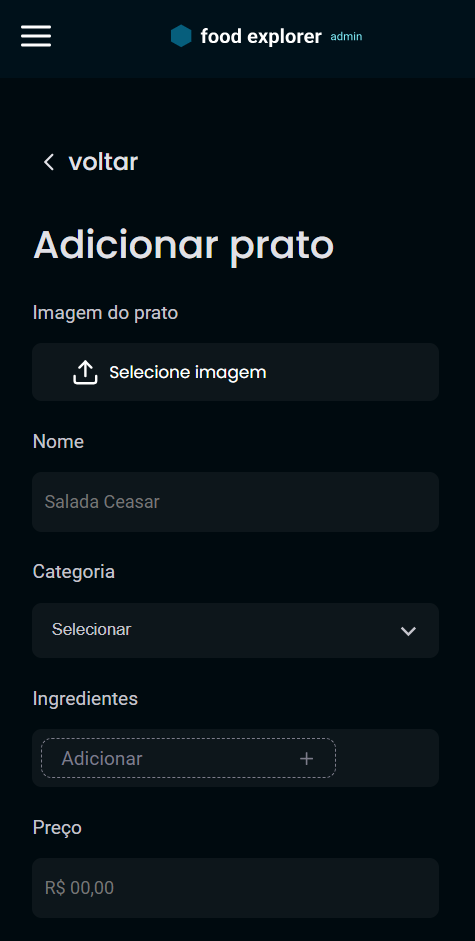 food explorer admin
voltar
Adicionar prato
Imagem do prato
Selecione imagem
Nome
Salada Ceasar
Categoria
Selecionar
Ingredientes
Adicionar +
Preço
R$ 00,00